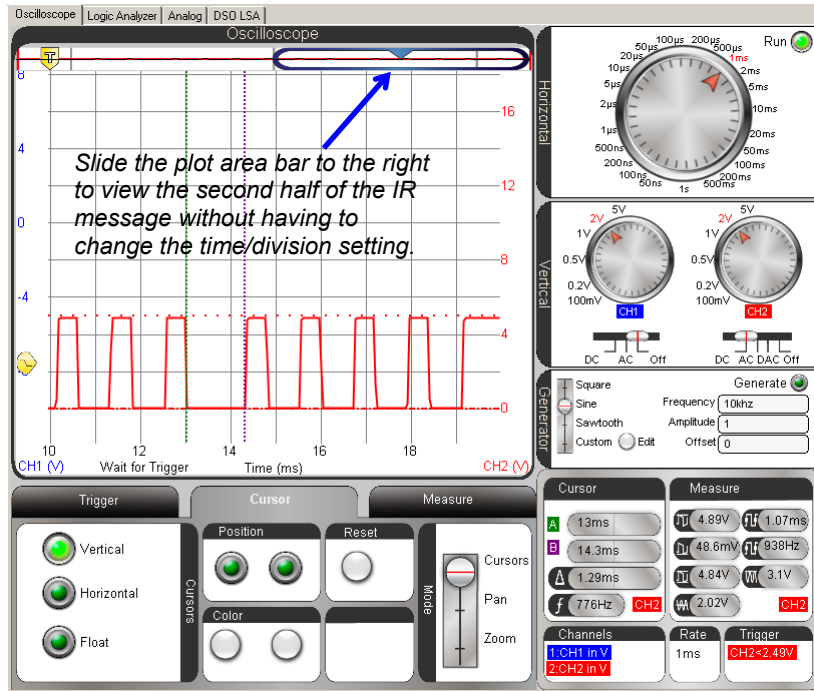 Oscilloscope Logic Analyzer Analog DSO LSA
Oscilloscope
T
8
4
0
-4
16
12
8
4
0
Slide the plot area bar to the right
to view the second half of the IR
message without having to
change the time/division setting.
10 12 14 16 18
CH1 (V) Wait for Trigger Time (ms) CH2 (V)
Horizontal
Run
50ns
100ns
200ns
500ns
1µs
2µs
5µs
10µs
20µs
50µs
100µs
200µs
500µs
1ms
2ms
5ms
10ms
20ms
50ms
100ms
200ms
500ms
1s
Vertical
5V
2V
1V
0.5V
0.2V
100mV
CH1
DC AC Off
5V
2V
1V
0.5V
0.2V
100mV
CH2
DC AC DAC Off
Generator
Square
Sine
Sawtooth
Custom Edit
Generate
Frequency 10khz
Amplitude 1
Offset 0
Trigger Cursor Measure
Vertical
Horizontal
Float
Cursors
Position
Reset
Color
Mode
Cursors
Pan
Zoom
Cursor
A 13ms
B 14.3ms
Δ 1.29ms
f 776Hz CH2
Measure
4.89V 1.07ms
48.6mV 938Hz
4.84V 3.1V
2.02V CH2
Channels
1:CH1 in V
2:CH2 in V
Rate
1ms
Trigger
CH2<2.49V